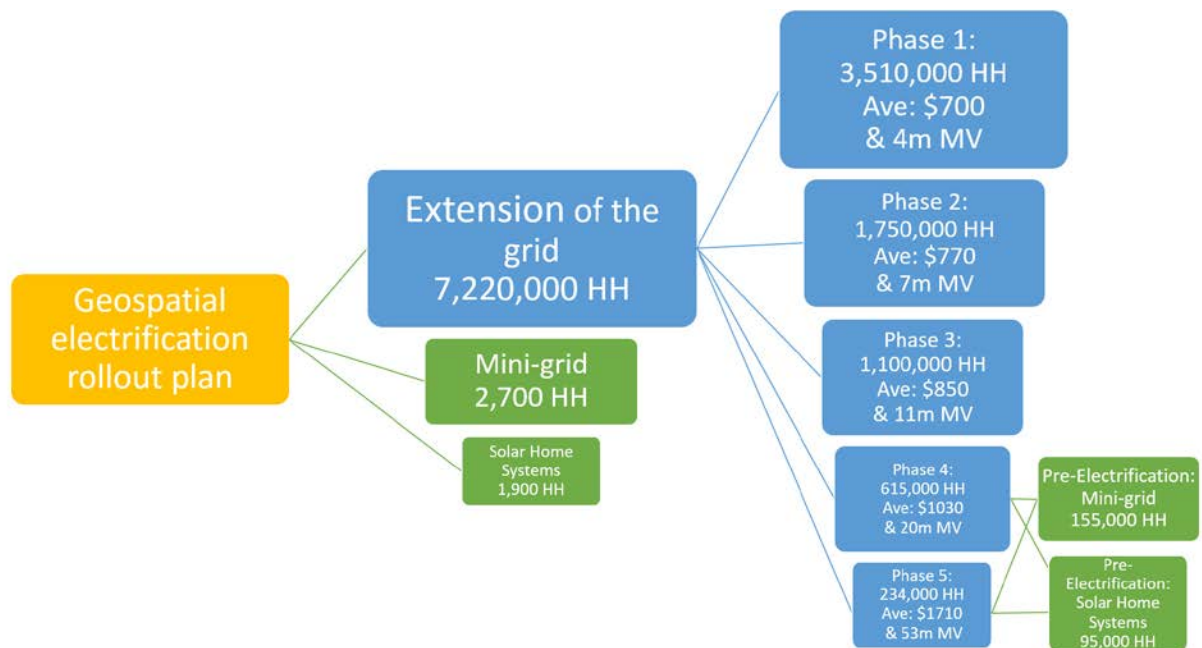 Geospatial
electrification
rollout plan
Extension of the
grid
7,220,000 HH
Mini-grid
2,700 HH
Solar Home
Systems
1,900 HH
Phase 1:
3,510,000 HH
Ave: $700
& 4m MV
Phase 2:
1,750,000 HH
Ave: $770
& 7m MV
Phase 3:
1,100,000 HH
Ave: $850
& 11m MV
Phase 4:
615,000 HH
Ave: $1030
& 20m MV
Phase 5:
234,000 HH
Ave: $1710
& 53m MV
Pre-Electrification:
Mini-grid
155,000 HH
Pre-
Electrification:
Solar Home
Systems
95,000 HH